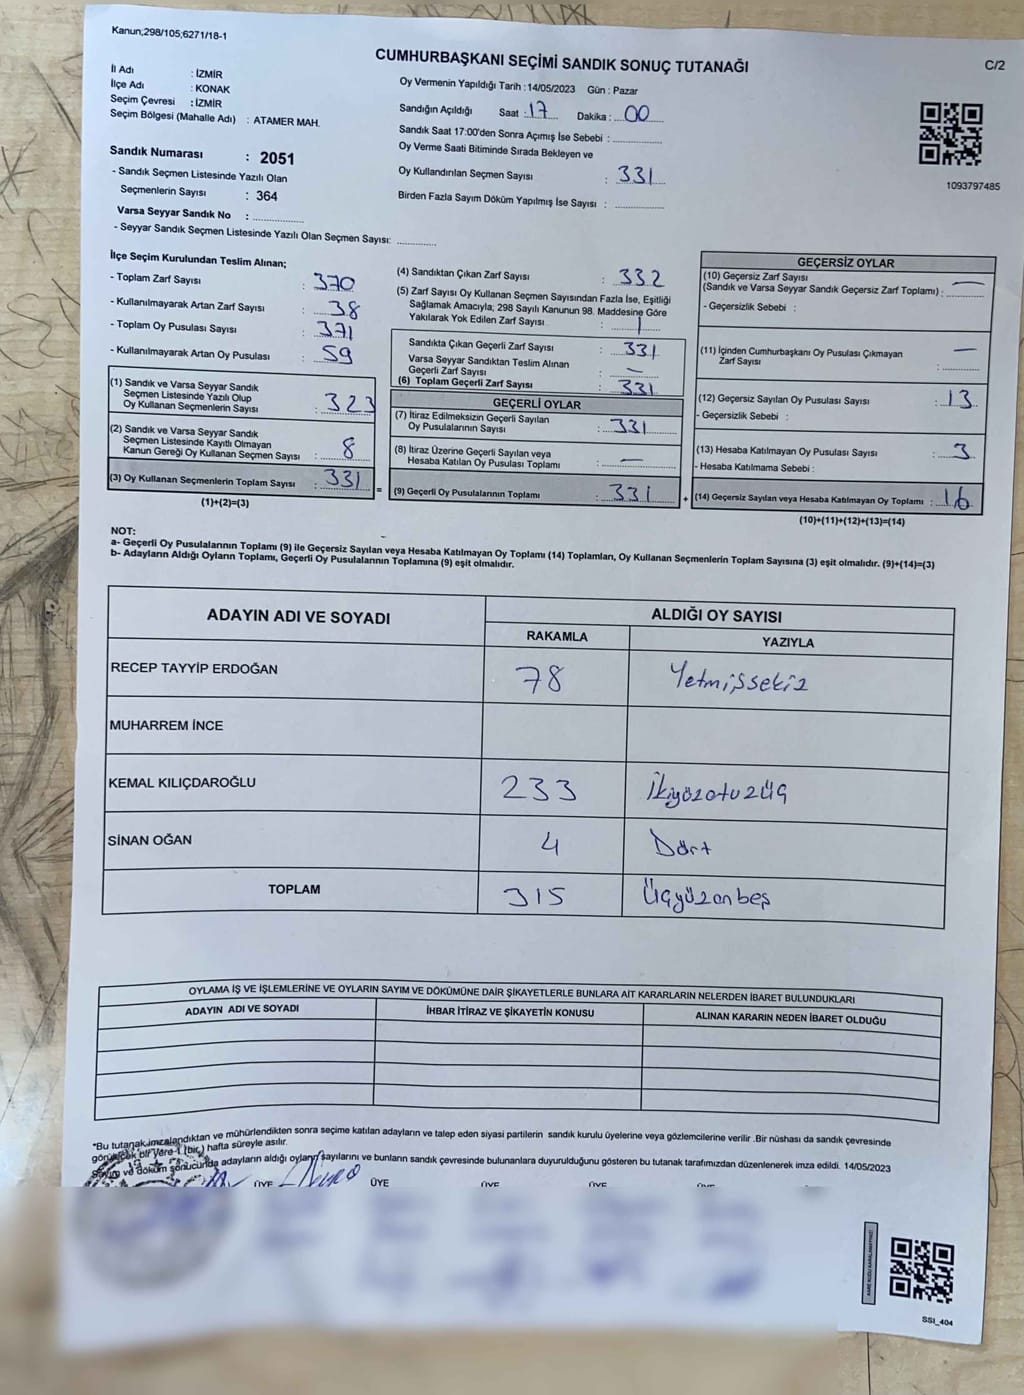 Kanun;298/105;6271/18-1
CUMHURBAŞKANI SEÇİMİ SANDIK SONUÇ TUTANAĞI
C/2
İl Adı : İZMİR
İlçe Adı : KONAK
Seçim Çevresi : İZMİR
Seçim Bölgesi (Mahalle Adı) : ATAMER MAH.
Sandık Numarası : 2051
- Sandık Seçmen Listesinde Yazılı Olan
Seçmenlerin Sayısı : 364
Varsa Seyyar Sandık No : ..............
- Seyyar Sandık Seçmen Listesinde Yazılı Olan Seçmen Sayısı: ............
Oy Vermenin Yapıldığı Tarih : 14/05/2023 Gün : Pazar
Sandığın Açıldığı Saat : 17 Dakika : 00
Sandık Saat 17:00'den Sonra Açımış İse Sebebi : ..............
Oy Verme Saati Bitiminde Sırada Bekleyen ve
Oy Kullandırılan Seçmen Sayısı : 331
Birden Fazla Sayım Döküm Yapılmış İse Sayısı : ..............
1093797485
İlçe Seçim Kurulundan Teslim Alınan;
- Toplam Zarf Sayısı : 370
- Kullanılmayarak Artan Zarf Sayısı : 38
- Toplam Oy Pusulası Sayısı : 371
- Kullanılmayarak Artan Oy Pusulası : 59
(1) Sandık ve Varsa Seyyar Sandık
Seçmen Listesinde Yazılı Olup
Oy Kullanan Seçmenlerin Sayısı : 323
(2) Sandık ve Varsa Seyyar Sandık
Seçmen Listesinde Kayıtlı Olmayan
Kanun Gereği Oy Kullanan Seçmen Sayısı : 8
(3) Oy Kullanan Seçmenlerin Toplam Sayısı : 331
(1)+(2)=(3)
=
(4) Sandıktan Çıkan Zarf Sayısı : 332
(5) Zarf Sayısı Oy Kullanan Seçmen Sayısından Fazla İse, Eşitliği
Sağlamak Amacıyla; 298 Sayılı Kanunun 98. Maddesine Göre
Yakılarak Yok Edilen Zarf Sayısı : 1
Sandıkta Çıkan Geçerli Zarf Sayısı : 331
Varsa Seyyar Sandıktan Teslim Alınan
Geçerli Zarf Sayısı : —
(6) Toplam Geçerli Zarf Sayısı : 331
GEÇERLİ OYLAR
(7) İtiraz Edilmeksizin Geçerli Sayılan
Oy Pusulalarının Sayısı : 331
(8) İtiraz Üzerine Geçerli Sayılan veya
Hesaba Katılan Oy Pusulası Toplamı : —
(9) Geçerli Oy Pusulalarının Toplamı : 331
+
GEÇERSİZ OYLAR
(10) Geçersiz Zarf Sayısı
(Sandık ve Varsa Seyyar Sandık Geçersiz Zarf Toplamı) : —
- Geçersizlik Sebebi :
(11) İçinden Cumhurbaşkanı Oy Pusulası Çıkmayan
Zarf Sayısı : —
(12) Geçersiz Sayılan Oy Pusulası Sayısı : 13
- Geçersizlik Sebebi :
(13) Hesaba Katılmayan Oy Pusulası Sayısı : 3
- Hesaba Katılmama Sebebi :
(14) Geçersiz Sayılan veya Hesaba Katılmayan Oy Toplamı : 16
(10)+(11)+(12)+(13)=(14)
NOT:
a- Geçerli Oy Pusulalarının Toplamı (9) ile Geçersiz Sayılan veya Hesaba Katılmayan Oy Toplamı (14) Toplamları, Oy Kullanan Seçmenlerin Toplam Sayısına (3) eşit olmalıdır. (9)+(14)=(3)
b- Adayların Aldığı Oyların Toplamı, Geçerli Oy Pusulalarının Toplamına (9) eşit olmalıdır.
ADAYIN ADI VE SOYADI
ALDIĞI OY SAYISI
RAKAMLA YAZIYLA
RECEP TAYYİP ERDOĞAN 78 Yetmişsekiz
MUHARREM İNCE
KEMAL KILIÇDAROĞLU 233 İkiyüzotuzüç
SİNAN OĞAN 4 Dört
TOPLAM 315 Üçyüzonbeş
OYLAMA İŞ VE İŞLEMLERİNE VE OYLARIN SAYIM VE DÖKÜMÜNE DAİR ŞİKAYETLERLE BUNLARA AİT KARARLARIN NELERDEN İBARET BULUNDUKLARI
ADAYIN ADI VE SOYADI İHBAR İTİRAZ VE ŞİKAYETİN KONUSU ALINAN KARARIN NEDEN İBARET OLDUĞU
*Bu tutanak imzalandıktan ve mühürlendikten sonra seçime katılan adayların ve talep eden siyasi partilerin sandık kurulu üyelerine veya gözlemcilerine verilir .Bir nüshası da sandık çevresinde
görülecek bir yere 1 (bir) hafta süreyle asılır.
Sayım ve döküm sonucunda adayların aldığı oyların sayılarını ve bunların sandık çevresinde bulunanlara duyurulduğunu gösteren bu tutanak tarafımızdan düzenlenerek imza edildi. 14/05/2023
ÜYE ÜYE ÜYE ÜYE ÜYE
SSI_404